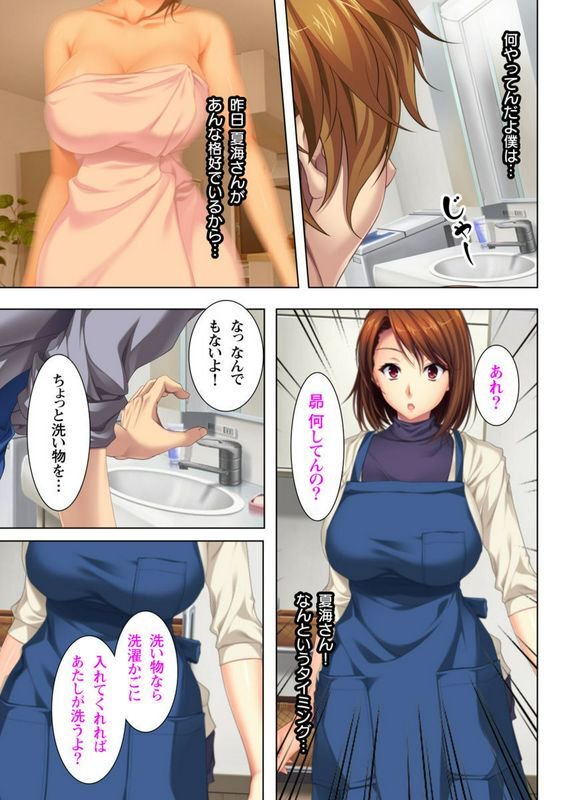 何やってんだよ僕は…
じゃー
昨日夏海さんが
あんな格好でいるから…
あれ？
昴何してんの？
夏海さん！
なんというタイミング…
なっなんで
もないよ！
ちょっと洗い物を…
洗い物なら
洗濯かごに
入れてくれれば
あたしが洗うよ？